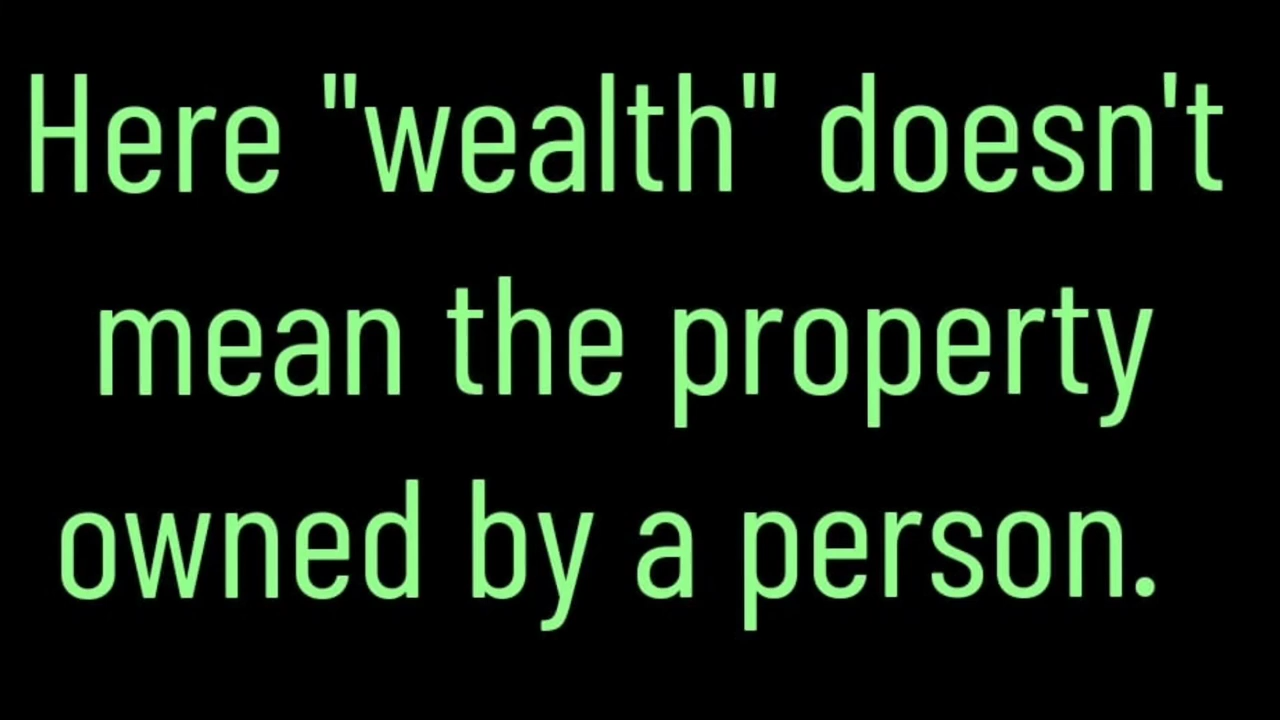 Here "wealth" doesn't
mean the property
owned by a person.